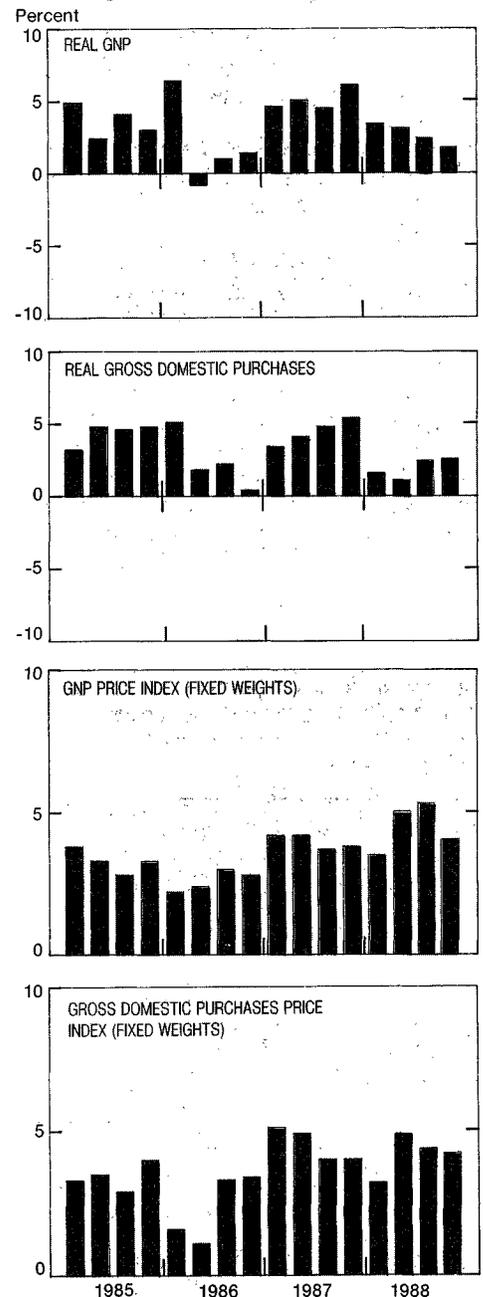 Percent
10
REAL GNP
5
0
-5
-10
10
REAL GROSS DOMESTIC PURCHASES
5
0
-5
-10
10
GNP PRICE INDEX (FIXED WEIGHTS)
5
0
10
GROSS DOMESTIC PURCHASES PRICE
INDEX (FIXED WEIGHTS)
5
0
1985 1986 1987 1988